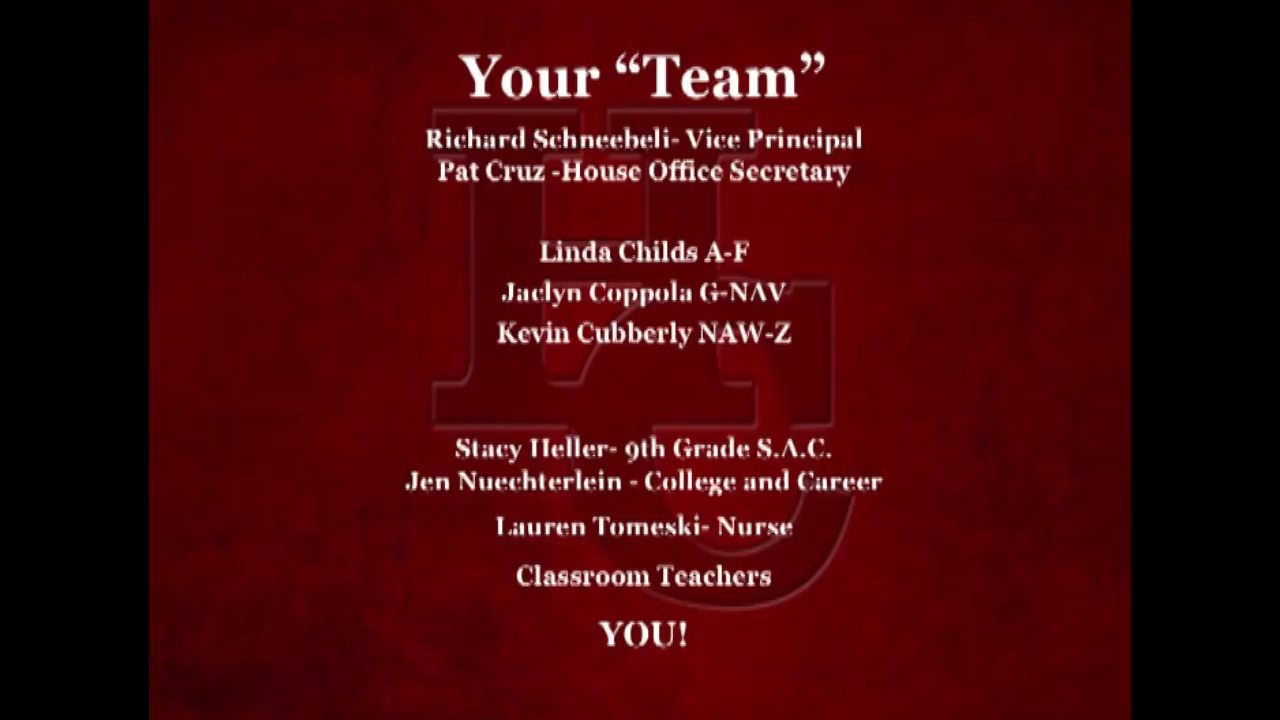 Your “Team”
Richard Schneebeli- Vice Principal
Pat Cruz -House Office Secretary
Linda Childs A-F
Jaclyn Coppola G-NAV
Kevin Cubberly NAW-Z
Stacy Heller- 9th Grade S.A.C.
Jen Nuechterlein - College and Career
Lauren Tomeski- Nurse
Classroom Teachers
YOU!